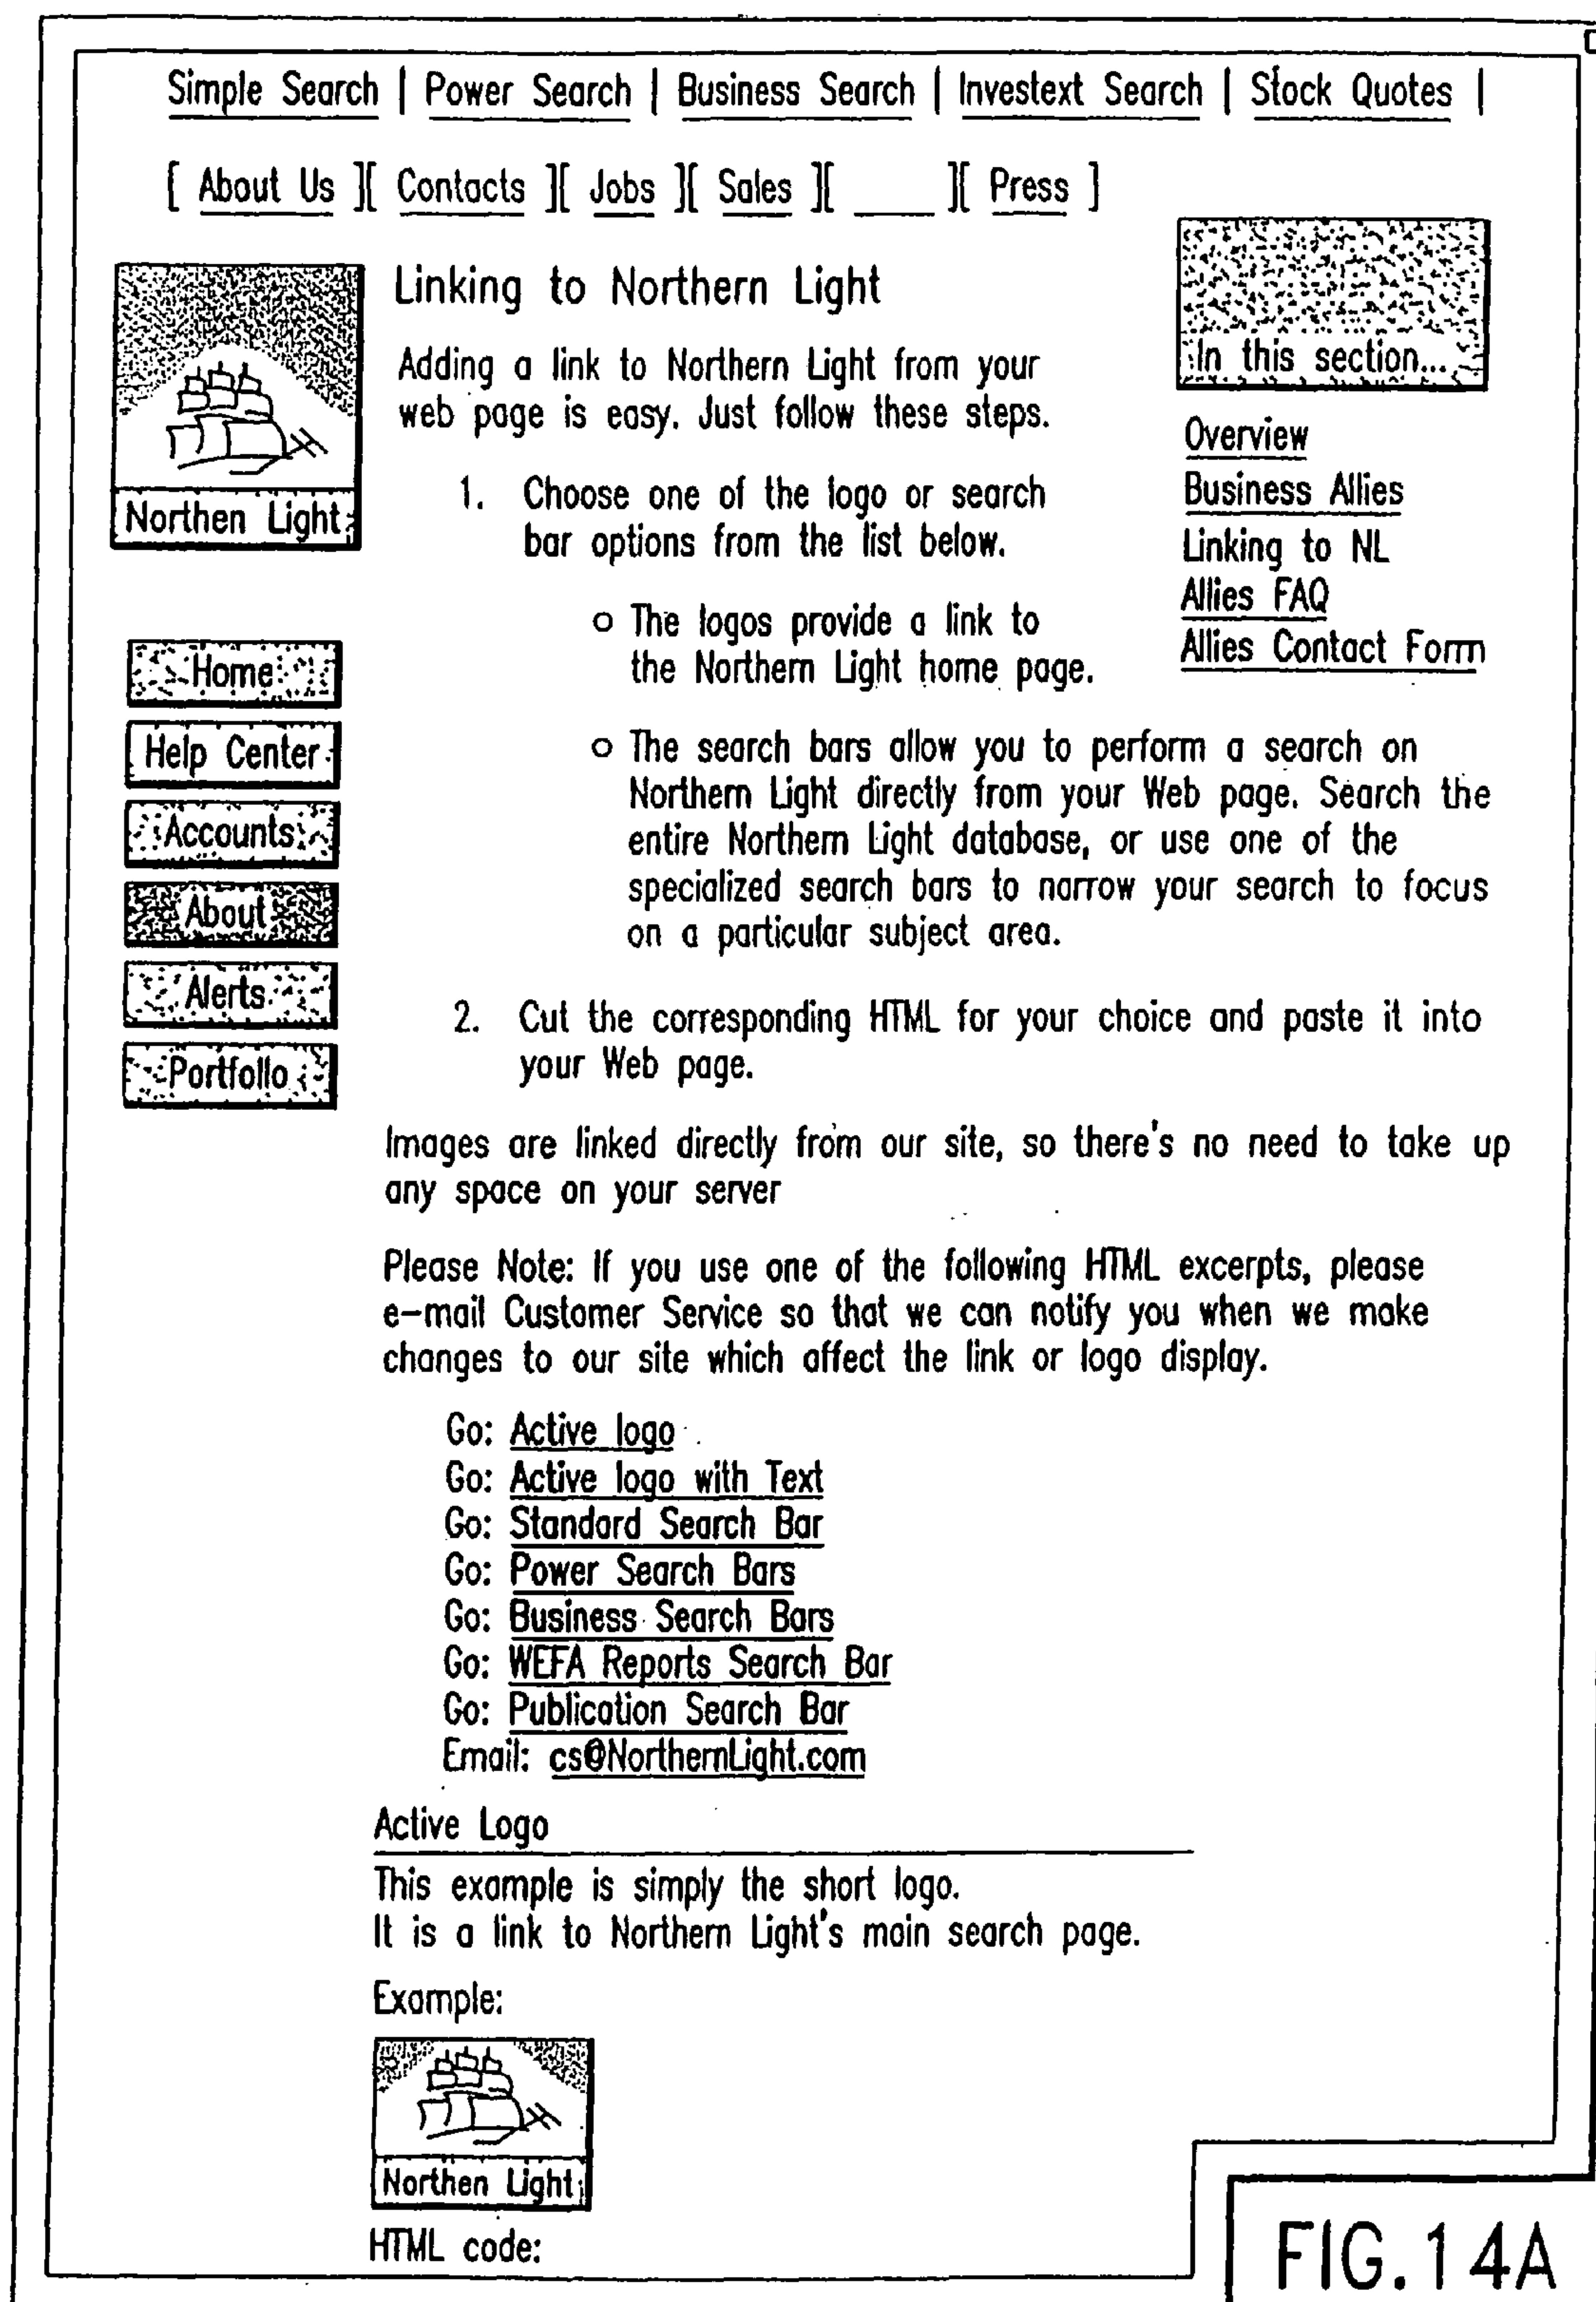 Simple Search | Power Search | Business Search | Investext Search | Stock Quotes |
[ About Us ][ Contacts ][ Jobs ][ Sales ][ ____ ][ Press ]
Northen Light
Home
Help Center
Accounts
About
Alerts
Portfollo
Linking to Northern Light
Adding a link to Northern Light from your
web page is easy. Just follow these steps.
1. Choose one of the logo or search
bar options from the list below.
o The logos provide a link to
the Northern Light home page.
o The search bars allow you to perform a search on
Northern Light directly from your Web page. Search the
entire Northern Light database, or use one of the
specialized search bars to narrow your search to focus
on a particular subject area.
2. Cut the corresponding HTML for your choice and paste it into
your Web page.
In this section...
Overview
Business Allies
Linking to NL
Allies FAQ
Allies Contact Form
Images are linked directly from our site, so there's no need to take up
any space on your server
Please Note: If you use one of the following HTML excerpts, please
e-mail Customer Service so that we can notify you when we make
changes to our site which affect the link or logo display.
Go: Active logo
Go: Active logo with Text
Go: Standard Search Bar
Go: Power Search Bars
Go: Business Search Bars
Go: WEFA Reports Search Bar
Go: Publication Search Bar
Email: cs@NorthernLight.com
Active Logo
This example is simply the short logo.
It is a link to Northern Light's main search page.
Example:
Northen Light
HTML code:
FIG.14A